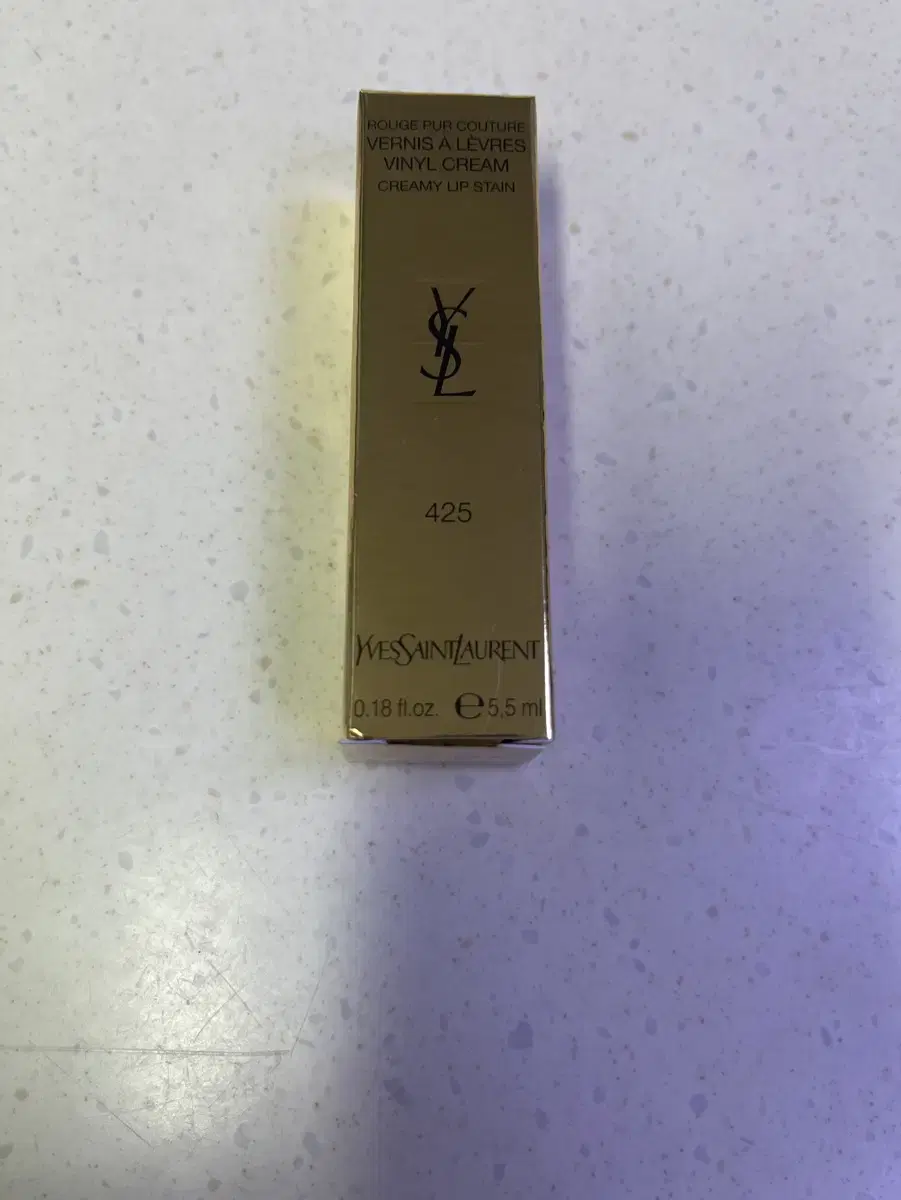 ROUGE PUR COUTURE
VERNIS À LÈVRES
VINYL CREAM
CREAMY LIP STAIN
YSL
425
YVESSAINTLAURENT
0.18 fl.oz. ℮ 5,5 ml